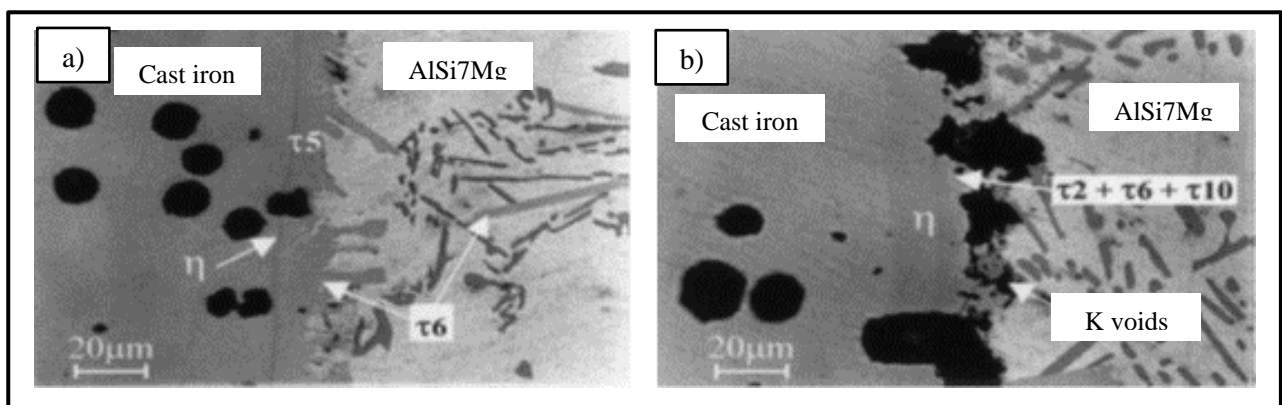 a)
Cast iron
AlSi7Mg
τ5
η
τ6
20μm
b)
Cast iron
AlSi7Mg
τ2 + τ6 + τ10
η
K voids
20μm